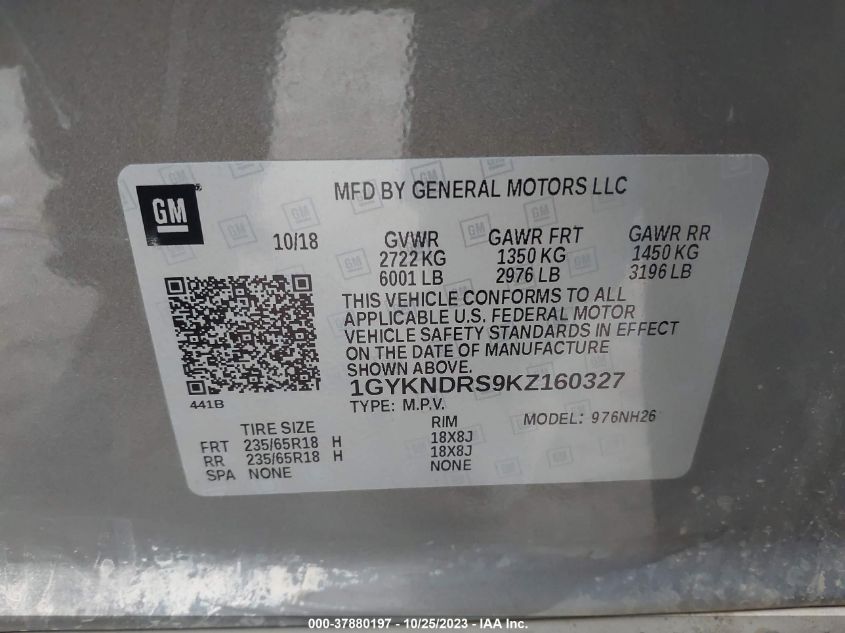 GM
MFD BY GENERAL MOTORS LLC
10/18
GVWR GAWR FRT GAWR RR
2722 KG 1350 KG 1450 KG
6001 LB 2976 LB 3196 LB
THIS VEHICLE CONFORMS TO ALL
APPLICABLE U.S. FEDERAL MOTOR
VEHICLE SAFETY STANDARDS IN EFFECT
ON THE DATE OF MANUFACTURE
SHOWN ABOVE.
1GYKNDRS9KZ160327
441B
TYPE: M.P.V.
MODEL: 976NH26
TIRE SIZE RIM
FRT 235/65R18 H 18X8J
RR 235/65R18 H 18X8J
SPA NONE NONE
000-37880197 - 10/25/2023 - IAA Inc.